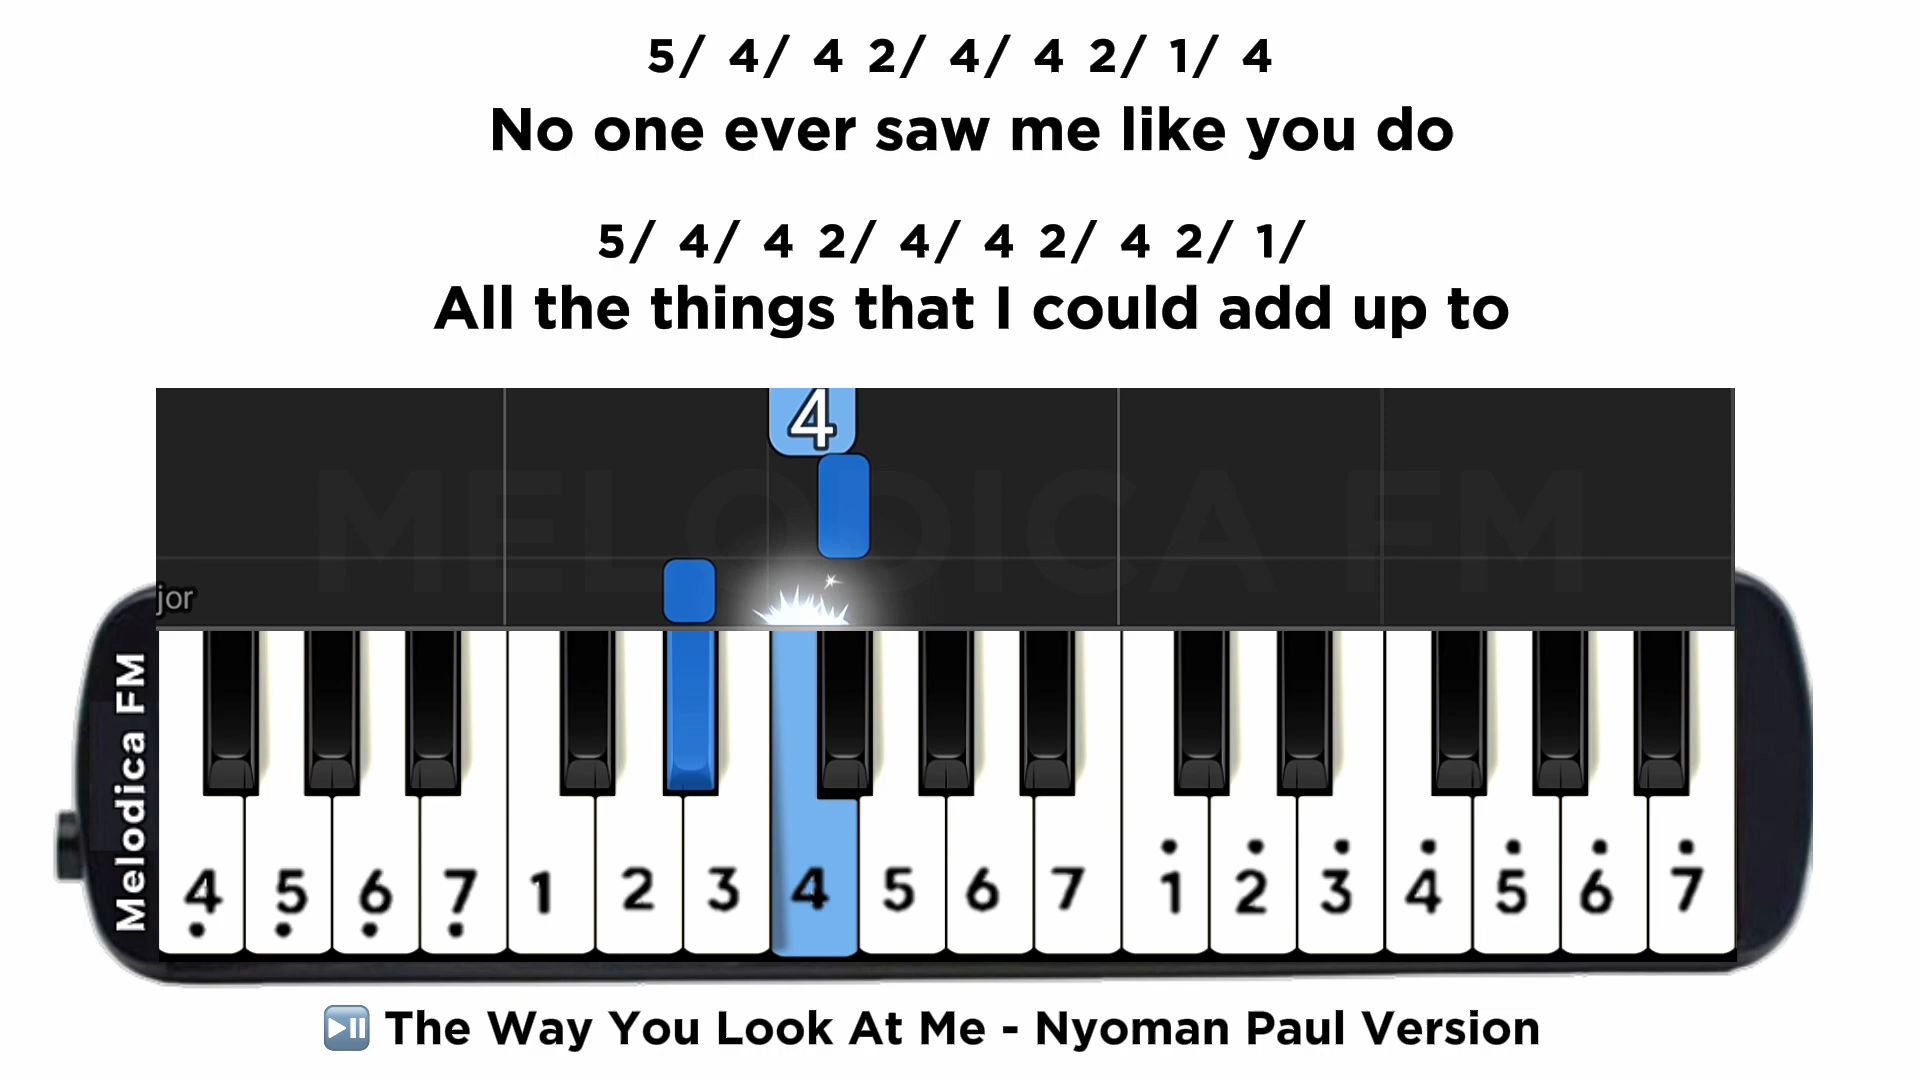 5/ 4/ 4 2/ 4/ 4 2/ 1/ 4
No one ever saw me like you do
5/ 4/ 4 2/ 4/ 4 2/ 4 2/ 1/
All the things that I could add up to
4
MELODICA FM
jor
Melodica FM
4 5 6 7 1 2 3 4 5 6 7 1 2 3 4 5 6 7
The Way You Look At Me - Nyoman Paul Version